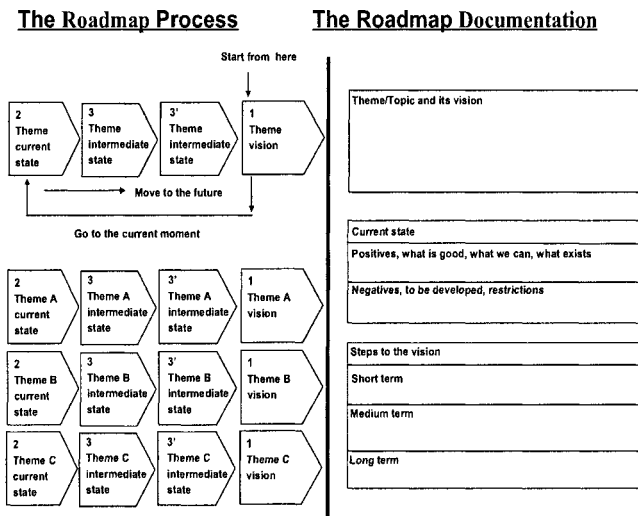 The Roadmap Process
Start from here
2
Theme
current
state
3
Theme
intermediate
state
3'
Theme
intermediate
state
1
Theme
vision
Move to the future
Go to the current moment
2
Theme A
current
state
3
Theme A
intermediate
state
3'
Theme A
intermediate
state
1
Theme A
vision
2
Theme B
current
state
3
Theme B
intermediate
state
3'
Theme B
intermediate
state
1
Theme B
vision
2
Theme C
current
state
3
Theme C
intermediate
state
3'
Theme C
intermediate
state
1
Theme C
vision
The Roadmap Documentation
Theme/Topic and its vision
Current state
Positives, what is good, what we can, what exists
Negatives, to be developed, restrictions
Steps to the vision
Short term
Medium term
Long term